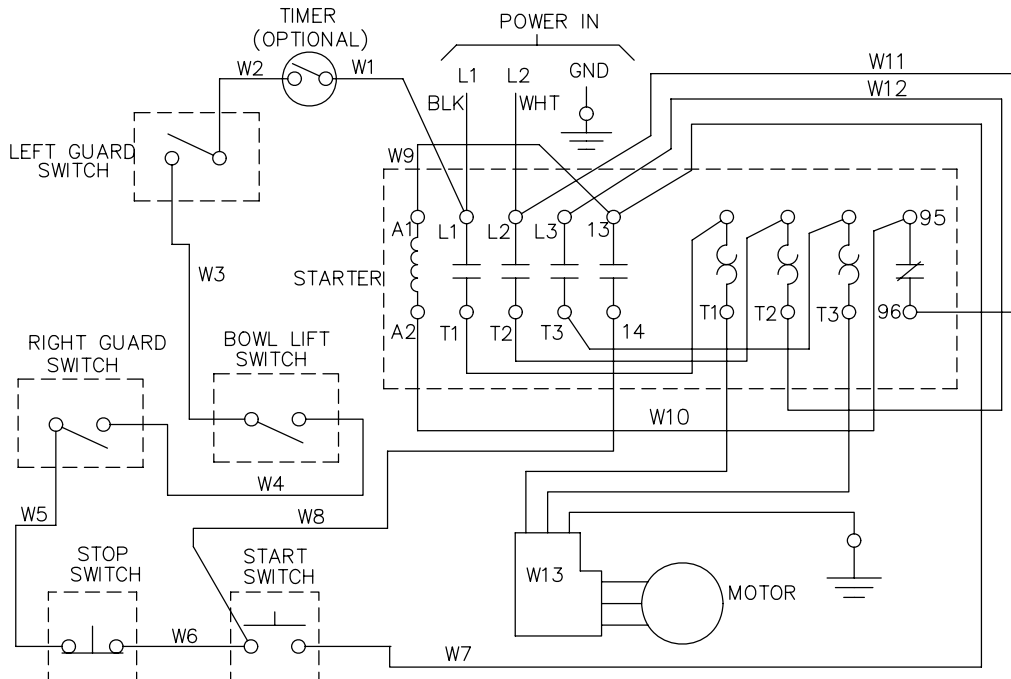 TIMER
(OPTIONAL)
POWER IN
W2
W1
L1
L2
GND
W11
W12
BLK
WHT
LEFT GUARD
SWITCH
W9
A1
L1
L2
L3
13
95
W3
STARTER
A2
T1
T2
T3
14
T1
T2
T3
96
RIGHT GUARD
SWITCH
BOWL LIFT
SWITCH
W10
W4
W5
W8
STOP
SWITCH
START
SWITCH
W13
MOTOR
W6
W7